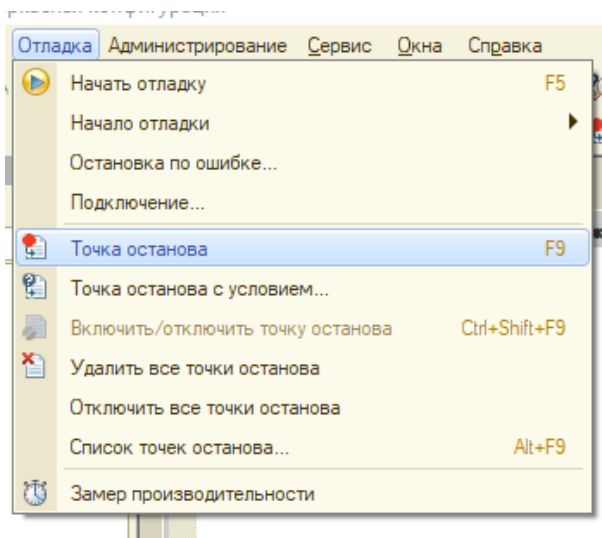 Отладка Администрирование Сервис Окна Справка
Начать отладку F5
Начало отладки
Остановка по ошибке...
Подключение...
Точка останова F9
Точка останова с условием...
Включить/отключить точку останова Ctrl+Shift+F9
Удалить все точки останова
Отключить все точки останова
Список точек останова... Alt+F9
Замер производительности